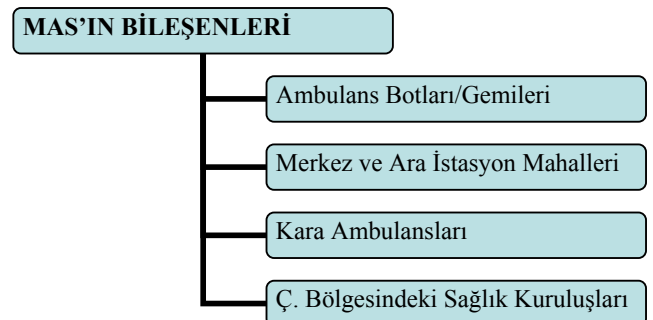 MAS’IN BİLEŞENLERİ
Ambulans Botları/Gemileri
Merkez ve Ara İstasyon Mahalleri
Kara Ambulansları
Ç. Bölgesindeki Sağlık Kuruluşları